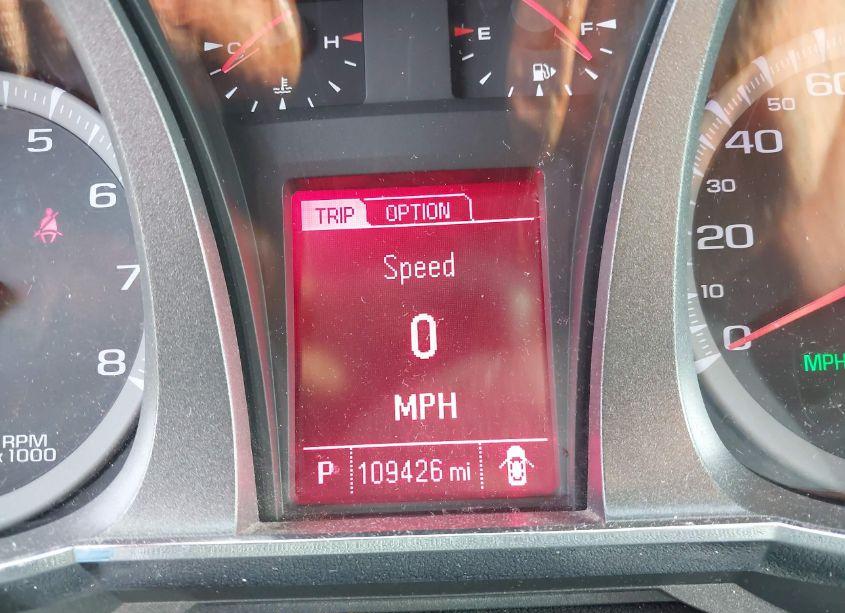 C H E F
5 6 7 8
RPM
x 1000
TRIP OPTION
Speed
0
MPH
P 109426 mi
60
50
40
30
20
10
0
MPH